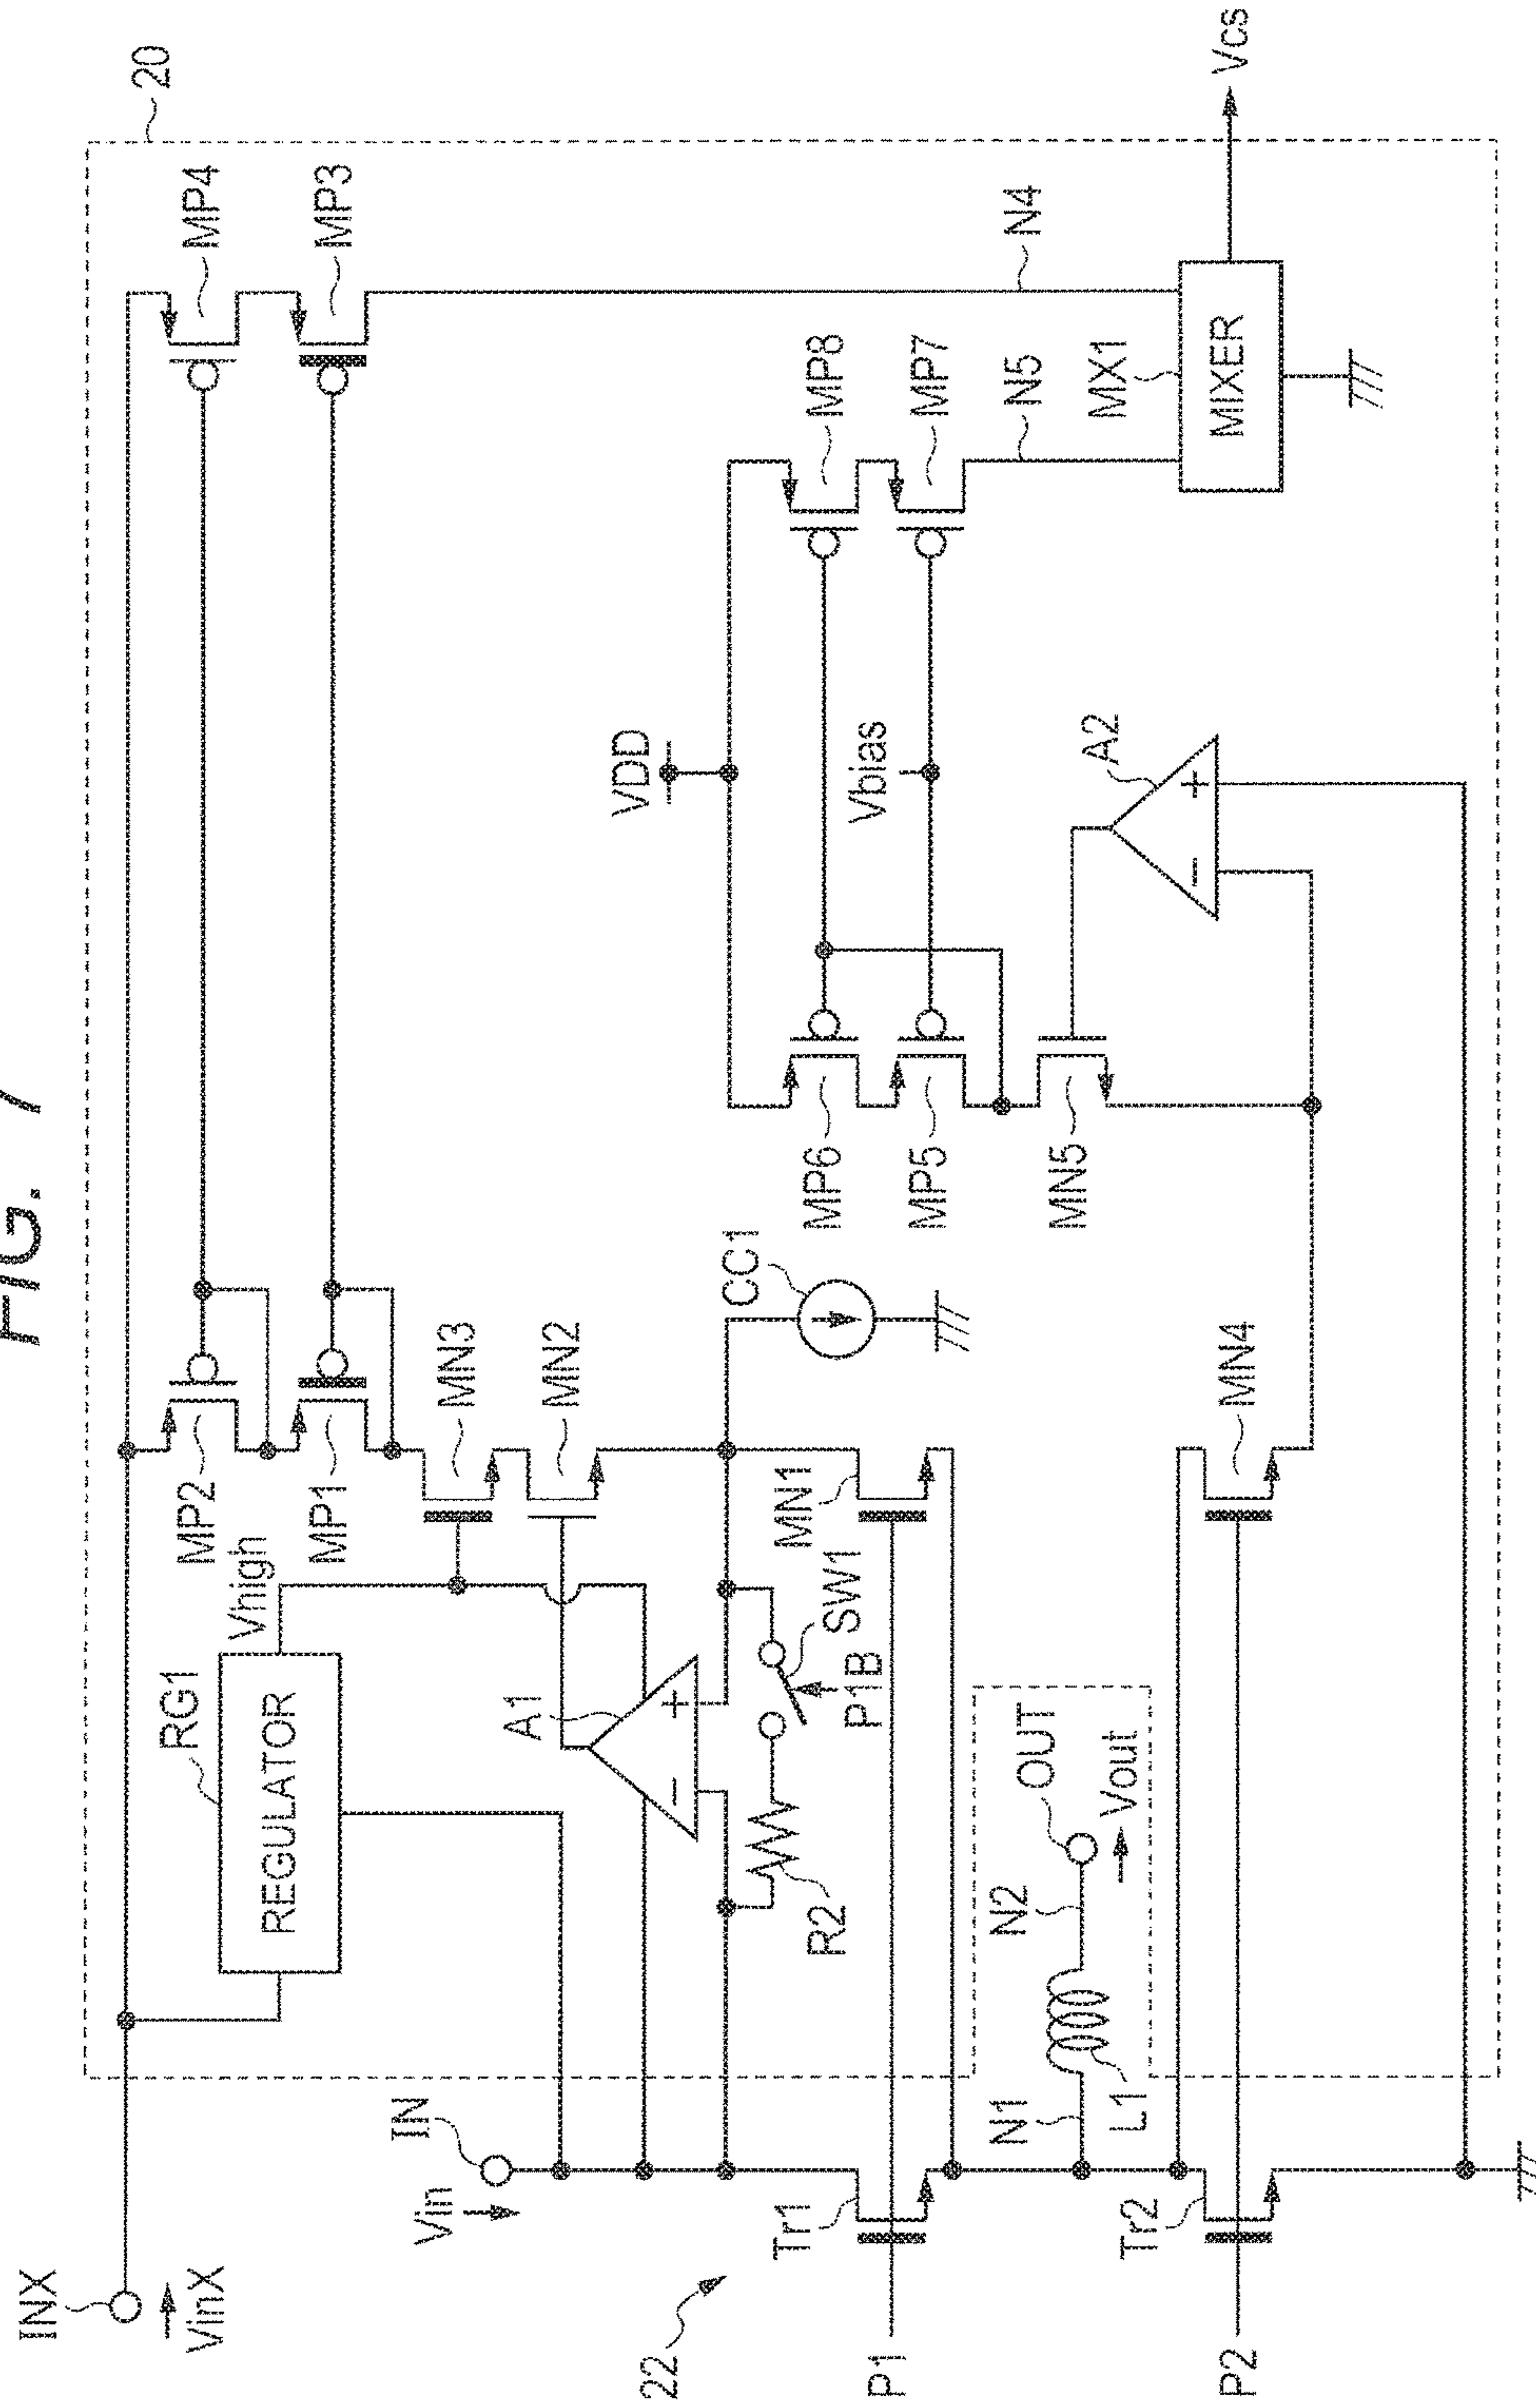 FIG. 7
20
INX
VinX
MP2
MP4
RG1
REGULATOR
Vhigh
MP1
MP3
IN
Vin
MN3
A1
MN2
VDD
22
CC1
R2
SW1
P1B
MN1
MP6
MP8
Vbias
Tr1
P1
MP5
MP7
N1
L1
N2
OUT
Vout
MN5
N5
N4
A2
MX1
Tr2
P2
MN4
MIXER
Vcs
+
−
+
−